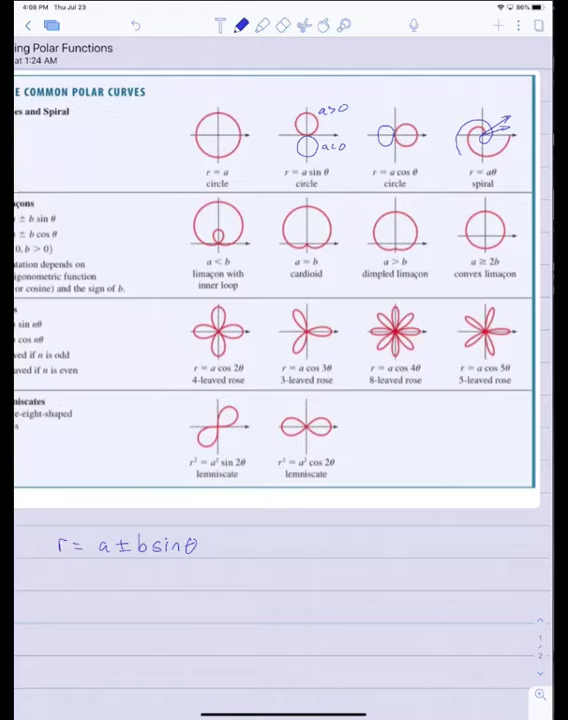 4:08 PM Thu Jul 23
86%
ing Polar Functions
at 1:24 AM
E COMMON POLAR CURVES
es and Spiral
a>0
a<0
r = a
circle
r = a sin θ
circle
r = a cos θ
circle
r = aθ
spiral
çons
± b sin θ
± b cos θ
0, b > 0)
tation depends on
igonometric function
or cosine) and the sign of b.
a < b
limaçon with
inner loop
a = b
cardioid
a > b
dimpled limaçon
a ≥ 2b
convex limaçon
s
sin nθ
cos nθ
ved if n is odd
aved if n is even
r = a cos 2θ
4-leaved rose
r = a cos 3θ
3-leaved rose
r = a cos 4θ
8-leaved rose
r = a cos 5θ
5-leaved rose
niscates
e-eight-shaped
s
r² = a² sin 2θ
lemniscate
r² = a² cos 2θ
lemniscate
r = a ± b sin θ
1
/
2